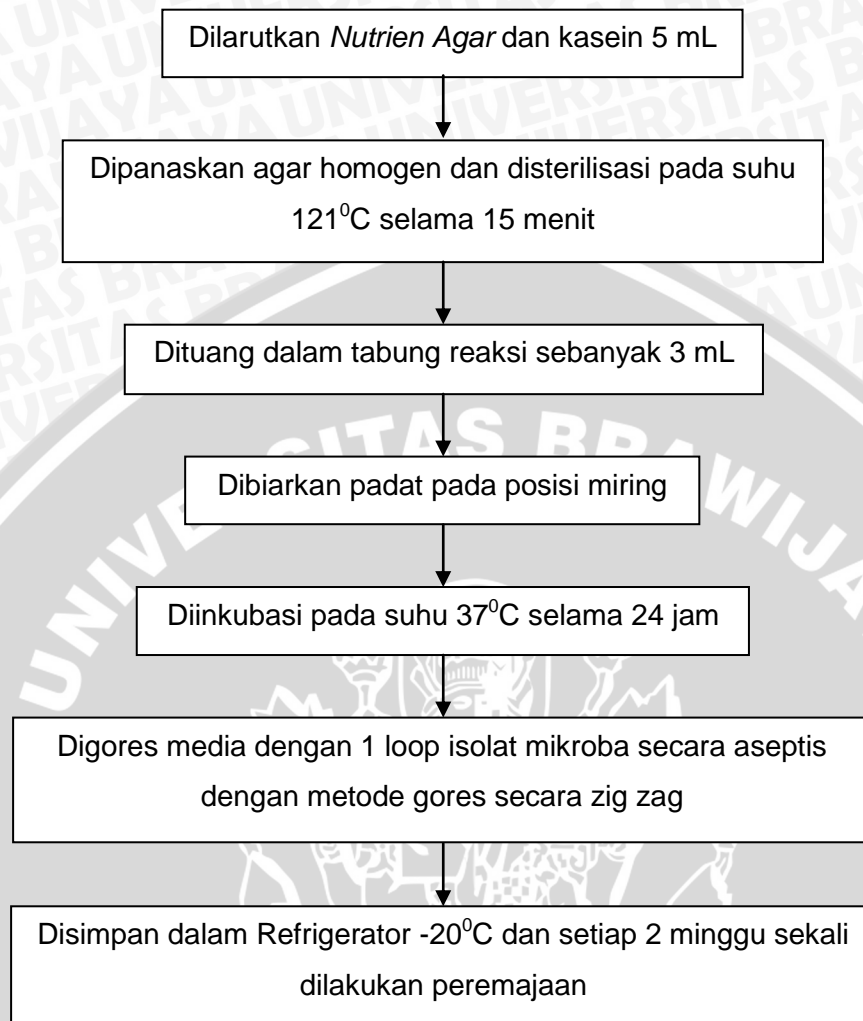 Dilarutkan Nutrien Agar dan kasein 5 mL
Dipanaskan agar homogen dan disterilisasi pada suhu
121⁰C selama 15 menit
Dituang dalam tabung reaksi sebanyak 3 mL
Dibiarkan padat pada posisi miring
Diinkubasi pada suhu 37⁰C selama 24 jam
Digores media dengan 1 loop isolat mikroba secara aseptis
dengan metode gores secara zig zag
Disimpan dalam Refrigerator -20⁰C dan setiap 2 minggu sekali
dilakukan peremajaan